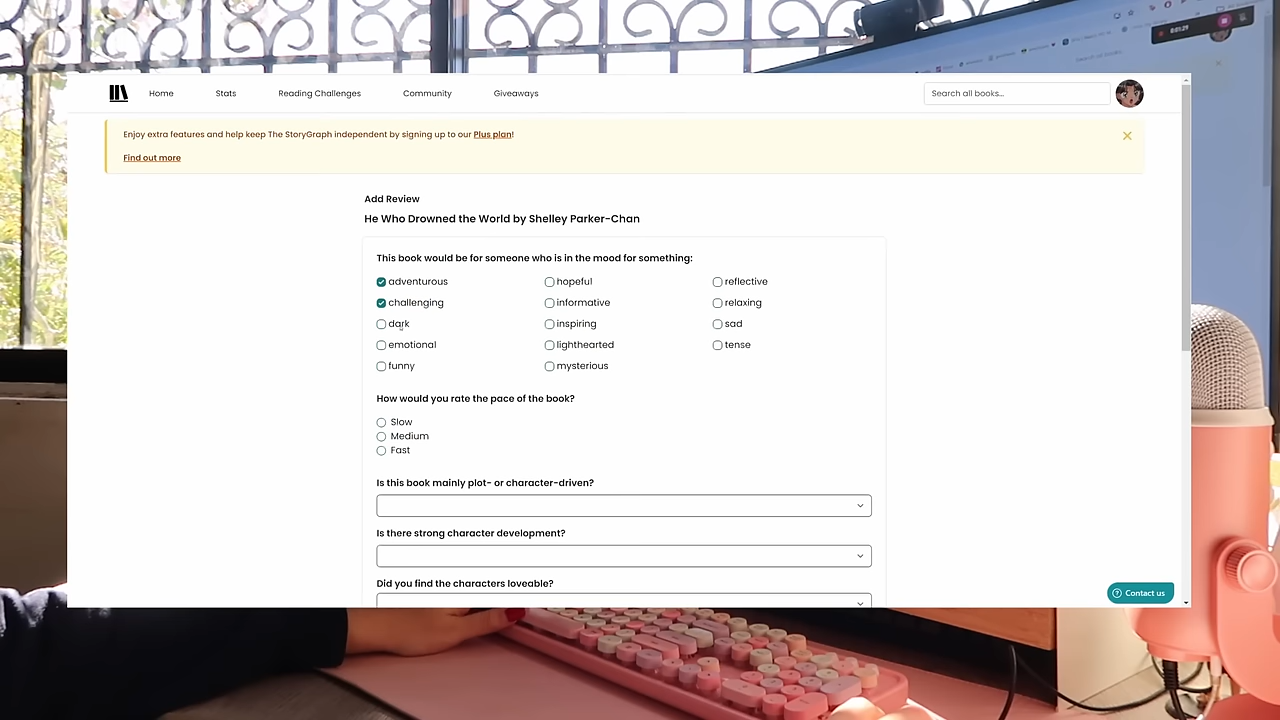 Home Stats Reading Challenges Community Giveaways Search all books...
Enjoy extra features and help keep The StoryGraph independent by signing up to our Plus plan!
Find out more
Add Review
He Who Drowned the World by Shelley Parker-Chan
This book would be for someone who is in the mood for something:
adventurous hopeful reflective
challenging informative relaxing
dark inspiring sad
emotional lighthearted tense
funny mysterious
How would you rate the pace of the book?
Slow
Medium
Fast
Is this book mainly plot- or character-driven?
Is there strong character development?
Did you find the characters loveable?
Contact us